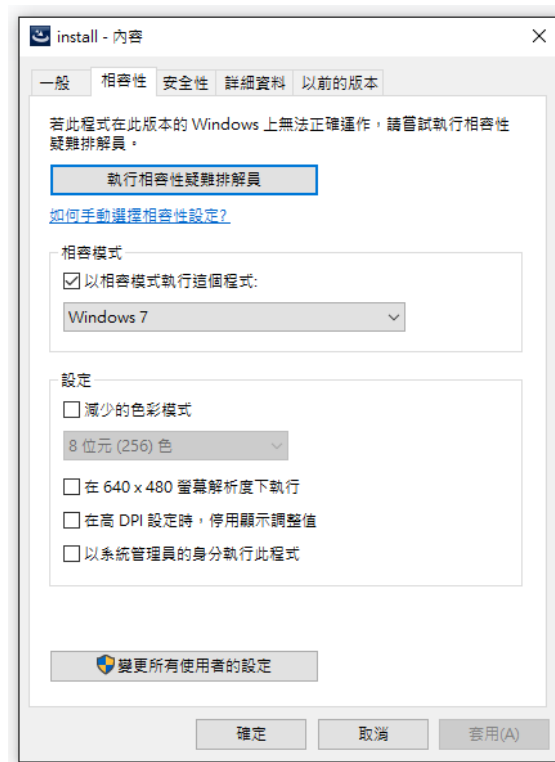 install - 內容
一般 相容性 安全性 詳細資料 以前的版本
若此程式在此版本的 Windows 上無法正確運作，請嘗試執行相容性
疑難排解員。
執行相容性疑難排解員
如何手動選擇相容性設定?
相容模式
以相容模式執行這個程式:
Windows 7
設定
減少的色彩模式
8 位元 (256) 色
在 640 x 480 螢幕解析度下執行
在高 DPI 設定時，停用顯示調整值
以系統管理員的身分執行此程式
變更所有使用者的設定
確定 取消 套用(A)